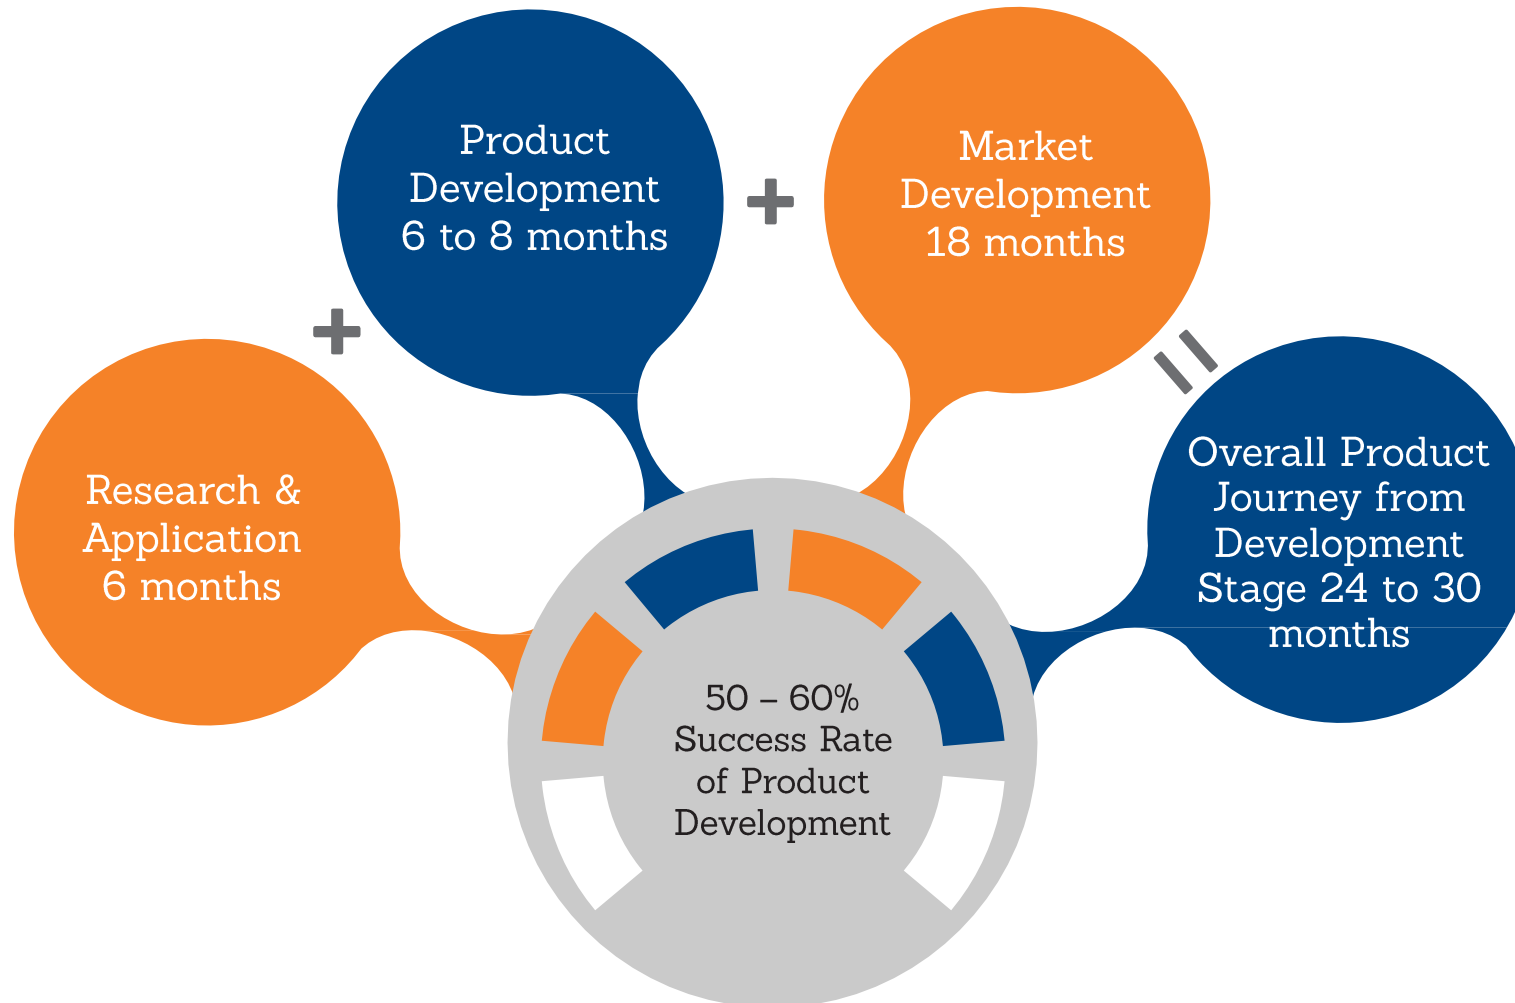 Product
Development
6 to 8 months
+
Market
Development
18 months
+
Research &
Application
6 months
=
Overall Product
Journey from
Development
Stage 24 to 30
months
50 – 60%
Success Rate
of Product
Development